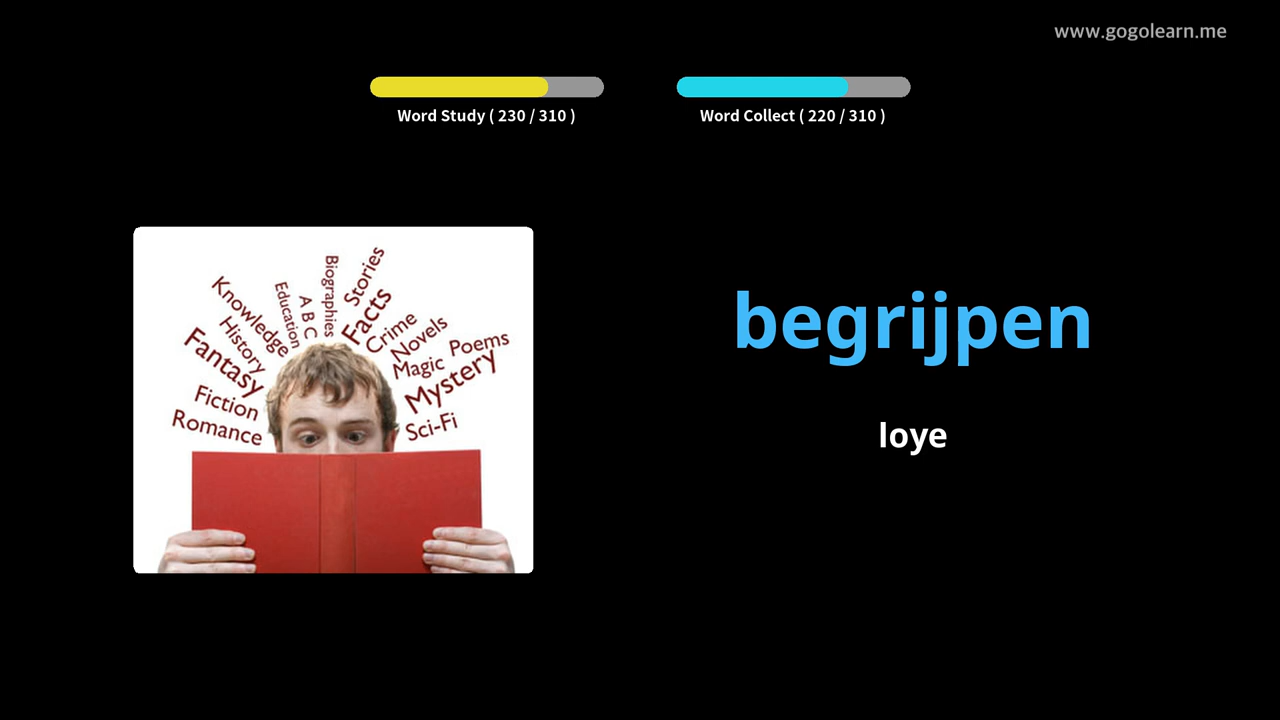 www.gogolearn.me
Word Study ( 230 / 310 )
Word Collect ( 220 / 310 )
Biographies
Stories
Education
A B C
Facts
Knowledge
Crime
History
Novels
Fantasy
Magic
Poems
Mystery
Fiction
Romance
Sci-Fi
begrijpen
loye